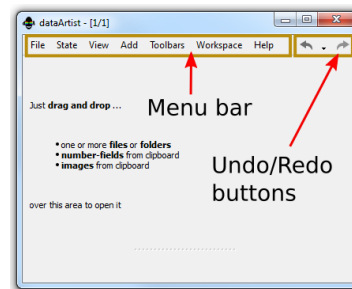 dataArtist - [1/1]
File State View Add Toolbars Workspace Help
Just drag and drop ...
Menu bar
• one or more files or folders
• number-fields from clipboard
• images from clipboard
Undo/Redo
buttons
over this area to open it